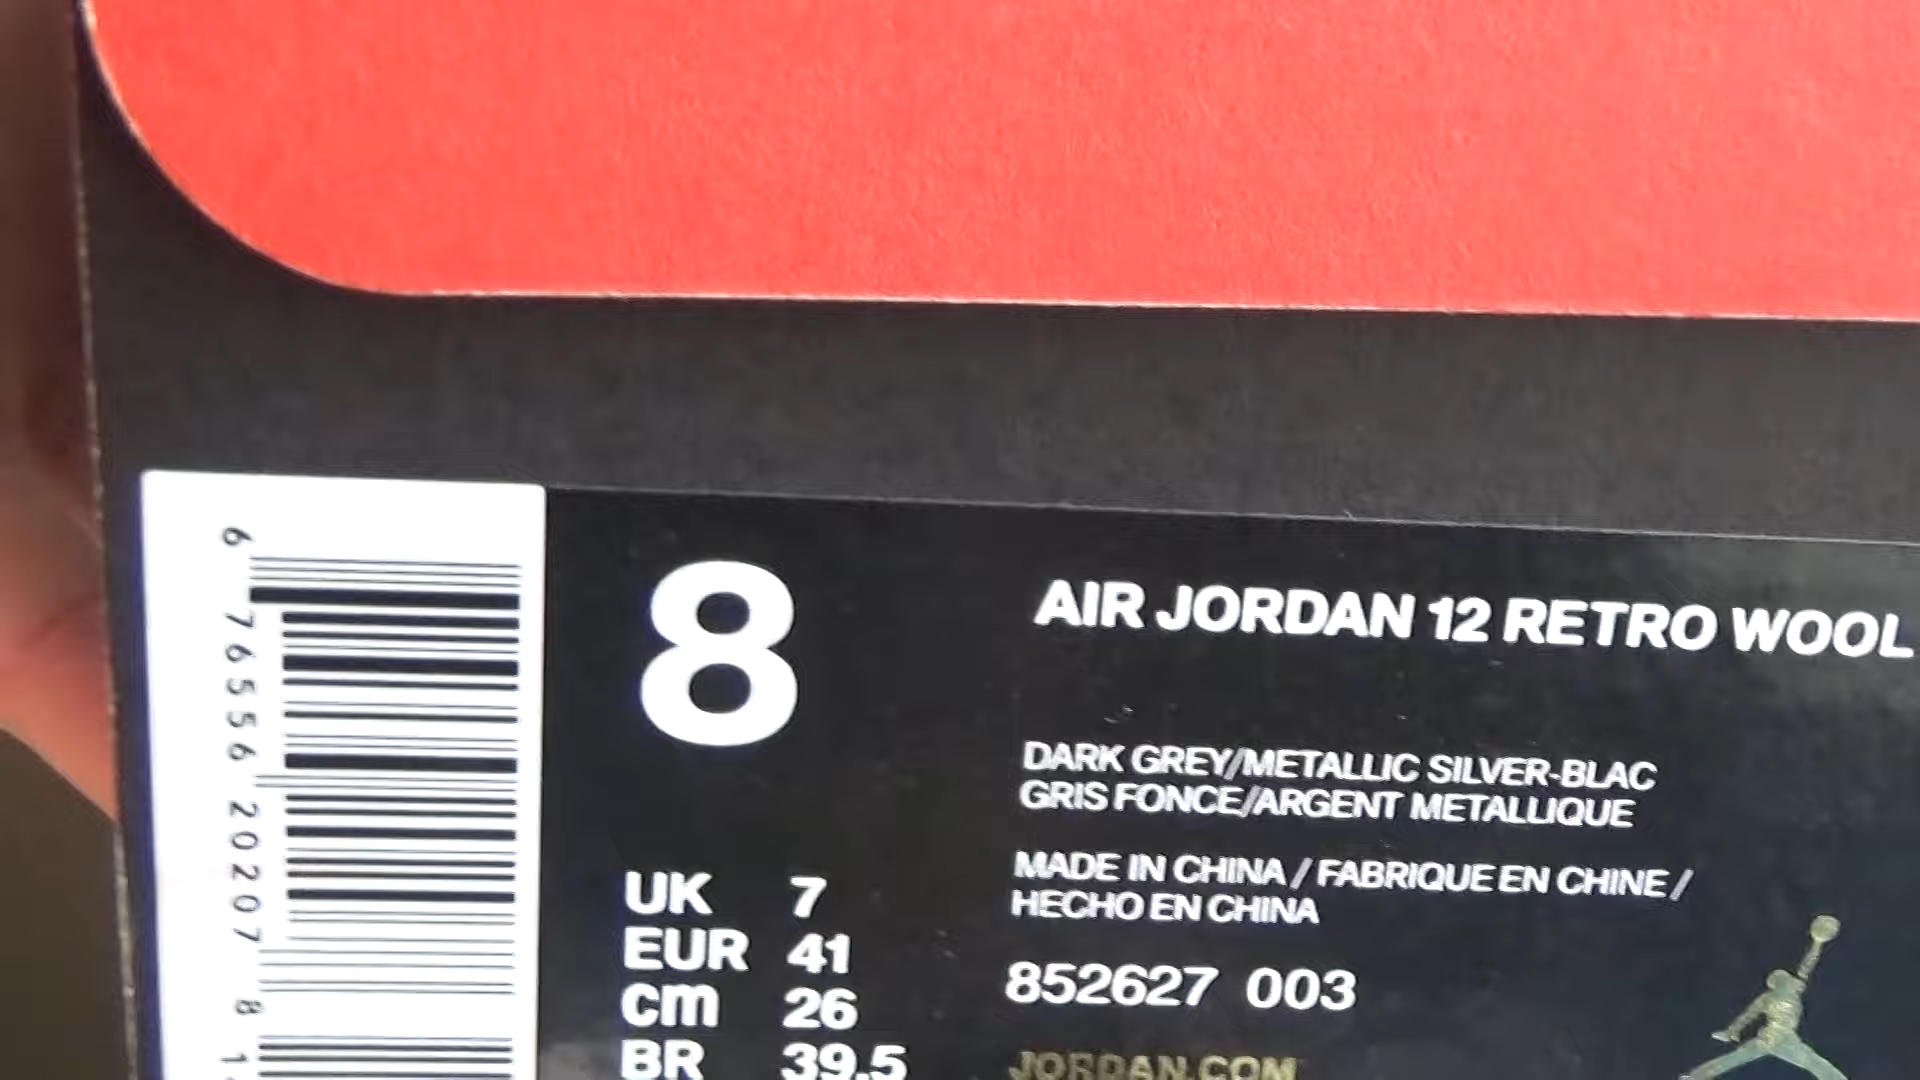 6 76556 20207 8
8
AIR JORDAN 12 RETRO WOOL
DARK GREY/METALLIC SILVER-BLAC
GRIS FONCE/ARGENT METALLIQUE
MADE IN CHINA / FABRIQUE EN CHINE /
HECHO EN CHINA
852627 003
JORDAN.COM
UK 7
EUR 41
cm 26
BR 39.5